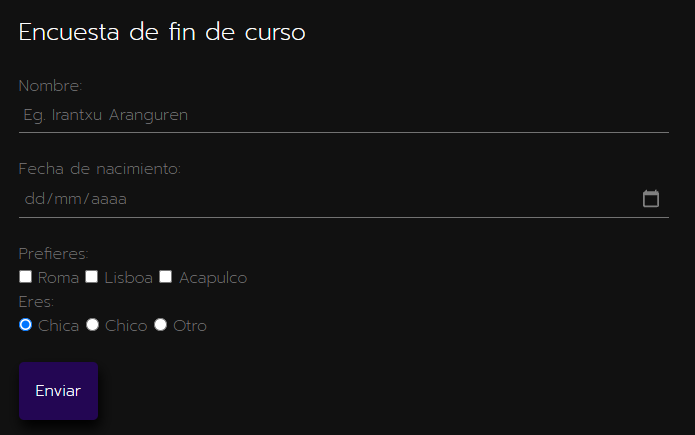 Encuesta de fin de curso
Nombre:
Eg. Irantxu Aranguren
Fecha de nacimiento:
dd/mm/aaaa
Prefieres:
Roma Lisboa Acapulco
Eres:
Chica Chico Otro
Enviar